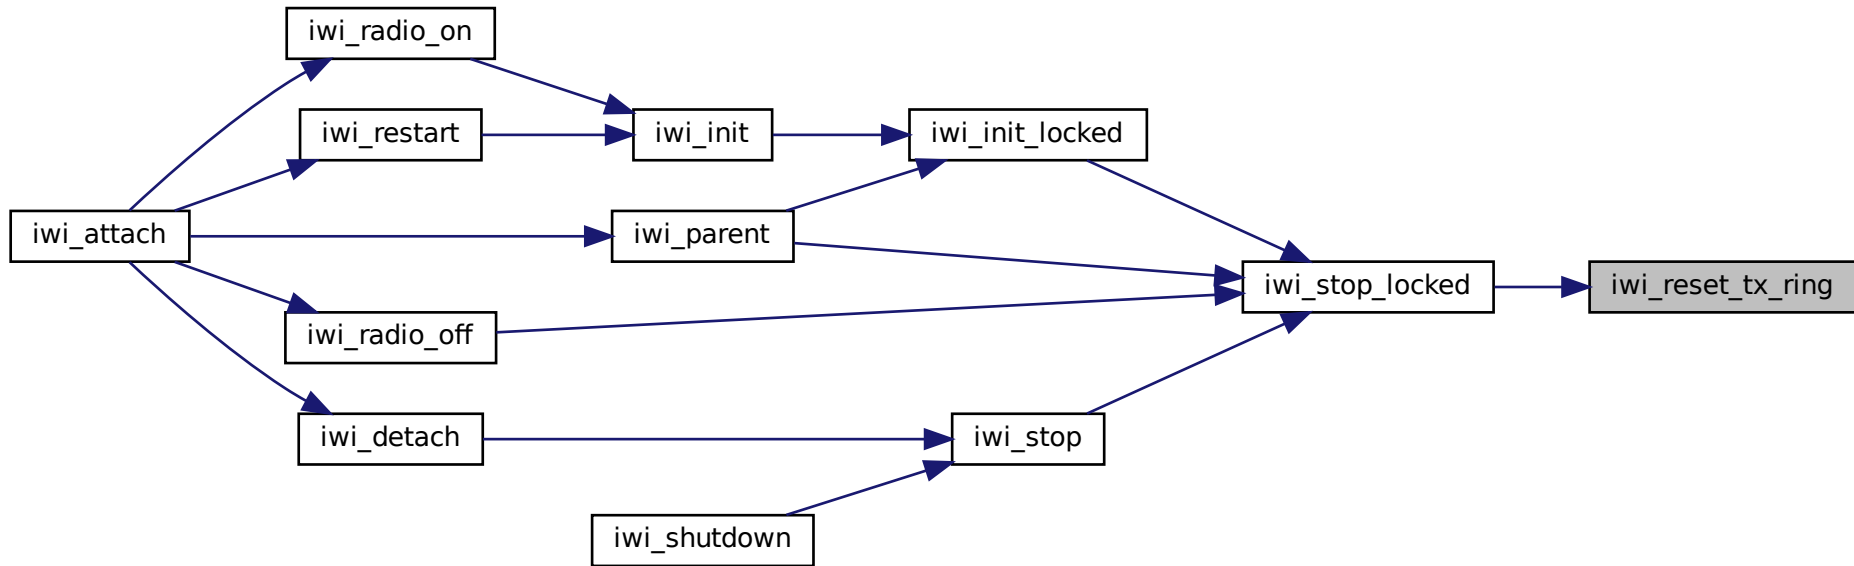 iwi_radio_on
iwi_restart
iwi_init
iwi_init_locked
iwi_attach
iwi_parent
iwi_stop_locked
iwi_reset_tx_ring
iwi_radio_off
iwi_detach
iwi_stop
iwi_shutdown